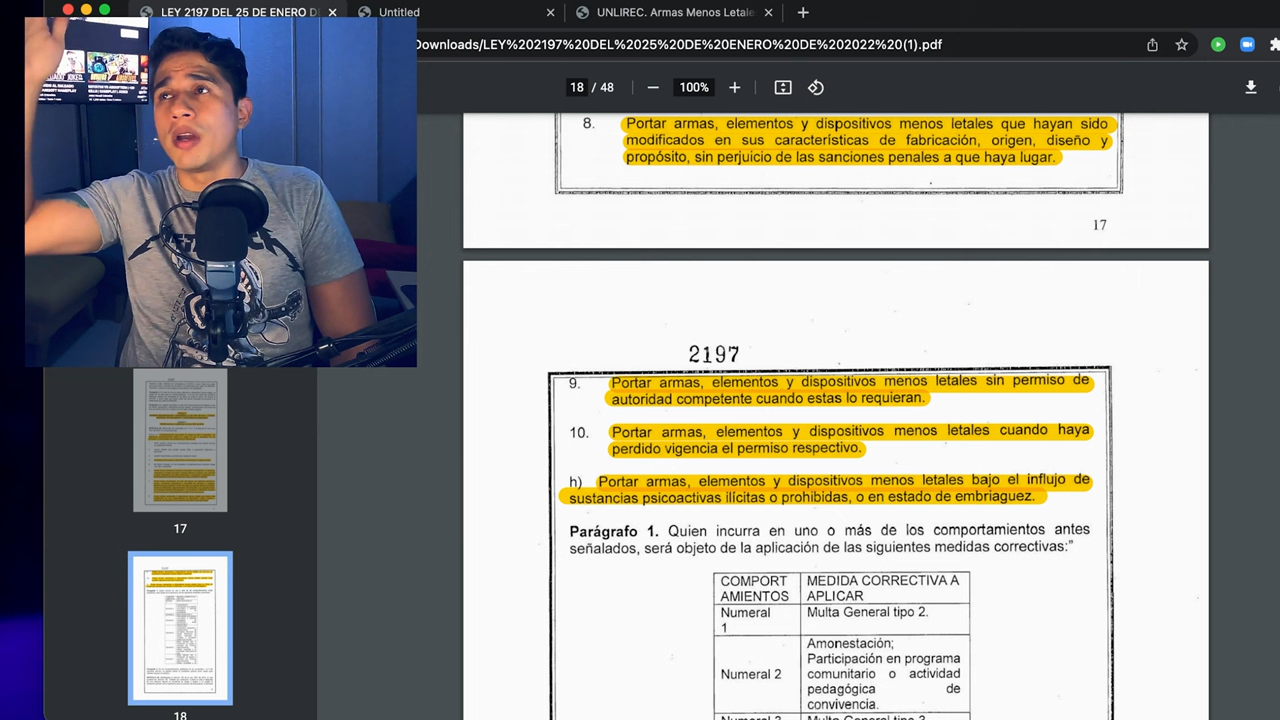 LEY 2197 DEL 25 DE ENERO D
Untitled
UNLIREC. Armas Menos Letale
Downloads/LEY%202197%20DEL%2025%20DE%20ENERO%20DE%202022%20(1).pdf
18 / 48
100%
8. Portar armas, elementos y dispositivos menos letales que hayan sido
modificados en sus características de fabricación, origen, diseño y
propósito, sin perjuicio de las sanciones penales a que haya lugar.
17
2197
9. Portar armas, elementos y dispositivos menos letales sin permiso de
autoridad competente cuando estas lo requieran.
10. Portar armas, elementos y dispositivos menos letales cuando haya
perdido vigencia el permiso respectivo.
h) Portar armas, elementos y dispositivos menos letales bajo el influjo de
sustancias psicoactivas ilícitas o prohibidas, o en estado de embriaguez.
Parágrafo 1. Quien incurra en uno o más de los comportamientos antes
señalados, será objeto de la aplicación de las siguientes medidas correctivas:"
COMPORT
AMIENTOS
MEDIDA CORRECTIVA A
APLICAR
Numeral
1
Multa General tipo 2.
Numeral 2
Amonestación;
Participación en programa
comunitario o actividad
pedagógica de
convivencia.
Numeral 3
Multa General tipo 3
17
18